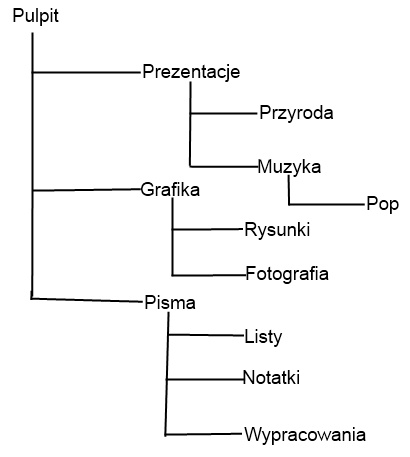 Pulpit
Prezentacje
Przyroda
Muzyka
Pop
Grafika
Rysunki
Fotografia
Pisma
Listy
Notatki
Wypracowania